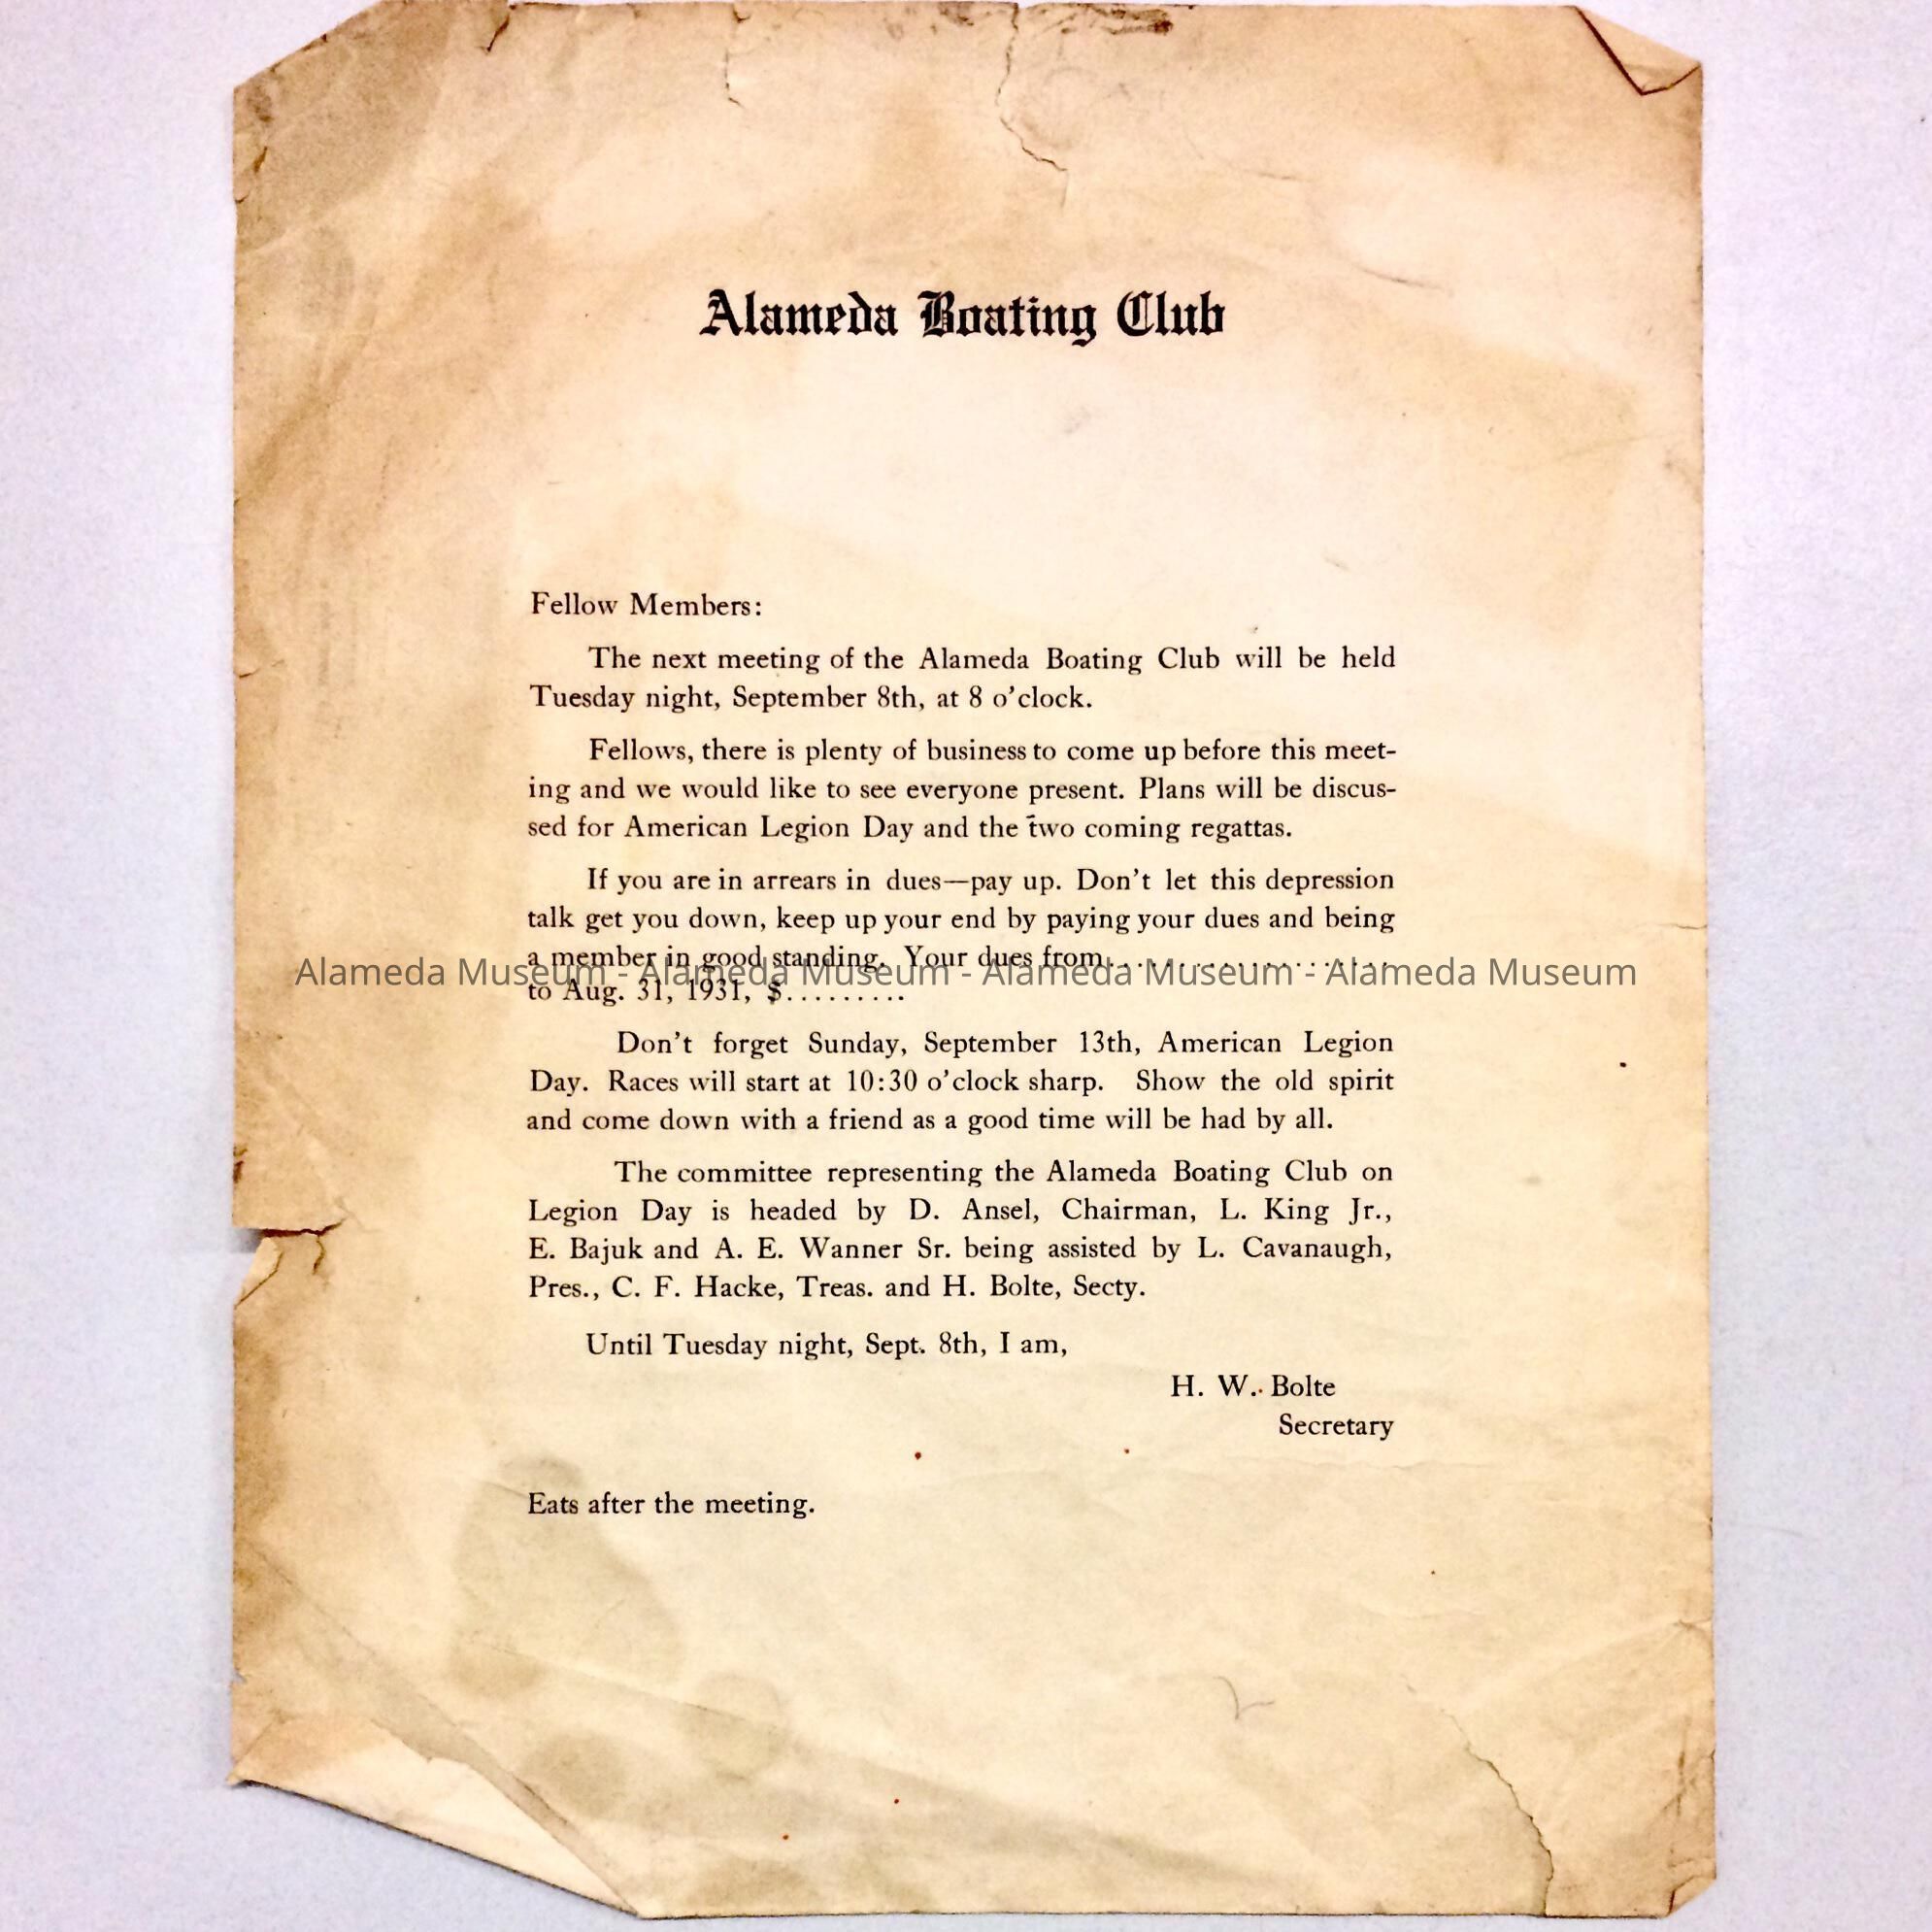 Alameda Boating Club
Fellow Members:
The next meeting of the Alameda Boating Club will be held
Tuesday night, September 8th, at 8 o'clock.
Fellows, there is plenty of business to come up before this meet-
ing and we would like to see everyone present. Plans will be discus-
sed for American Legion Day and the two coming regattas.
If you are in arrears in dues—pay up. Don't let this depression
talk get you down, keep up your end by paying your dues and being
a member in good standing. Your dues from....................
Alameda Museum - Alameda Museum - Alameda Museum - Alameda Museum
to Aug. 31, 1931, $.........
Don't forget Sunday, September 13th, American Legion
Day. Races will start at 10:30 o'clock sharp. Show the old spirit
and come down with a friend as a good time will be had by all.
The committee representing the Alameda Boating Club on
Legion Day is headed by D. Ansel, Chairman, L. King Jr.,
E. Bajuk and A. E. Wanner Sr. being assisted by L. Cavanaugh,
Pres., C. F. Hacke, Treas. and H. Bolte, Secty.
Until Tuesday night, Sept. 8th, I am,
H. W. Bolte
Secretary
Eats after the meeting.